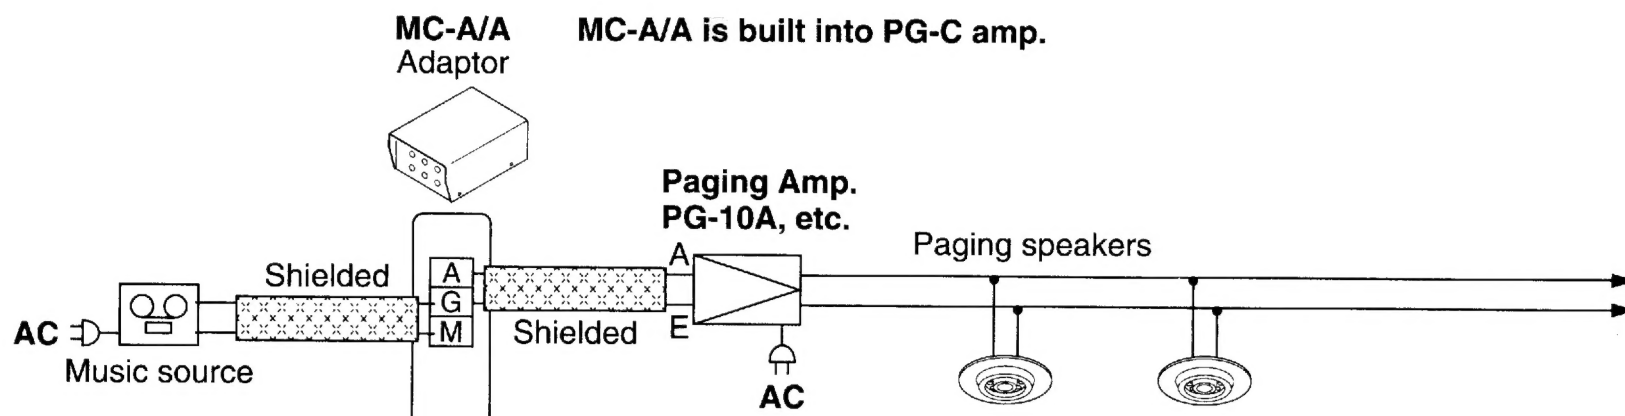 MC-A/A
Adaptor
MC-A/A is built into PG-C amp.
Paging Amp.
PG-10A, etc.
Paging speakers
Shielded
A
G
M
A
E
Shielded
AC
Music source
AC